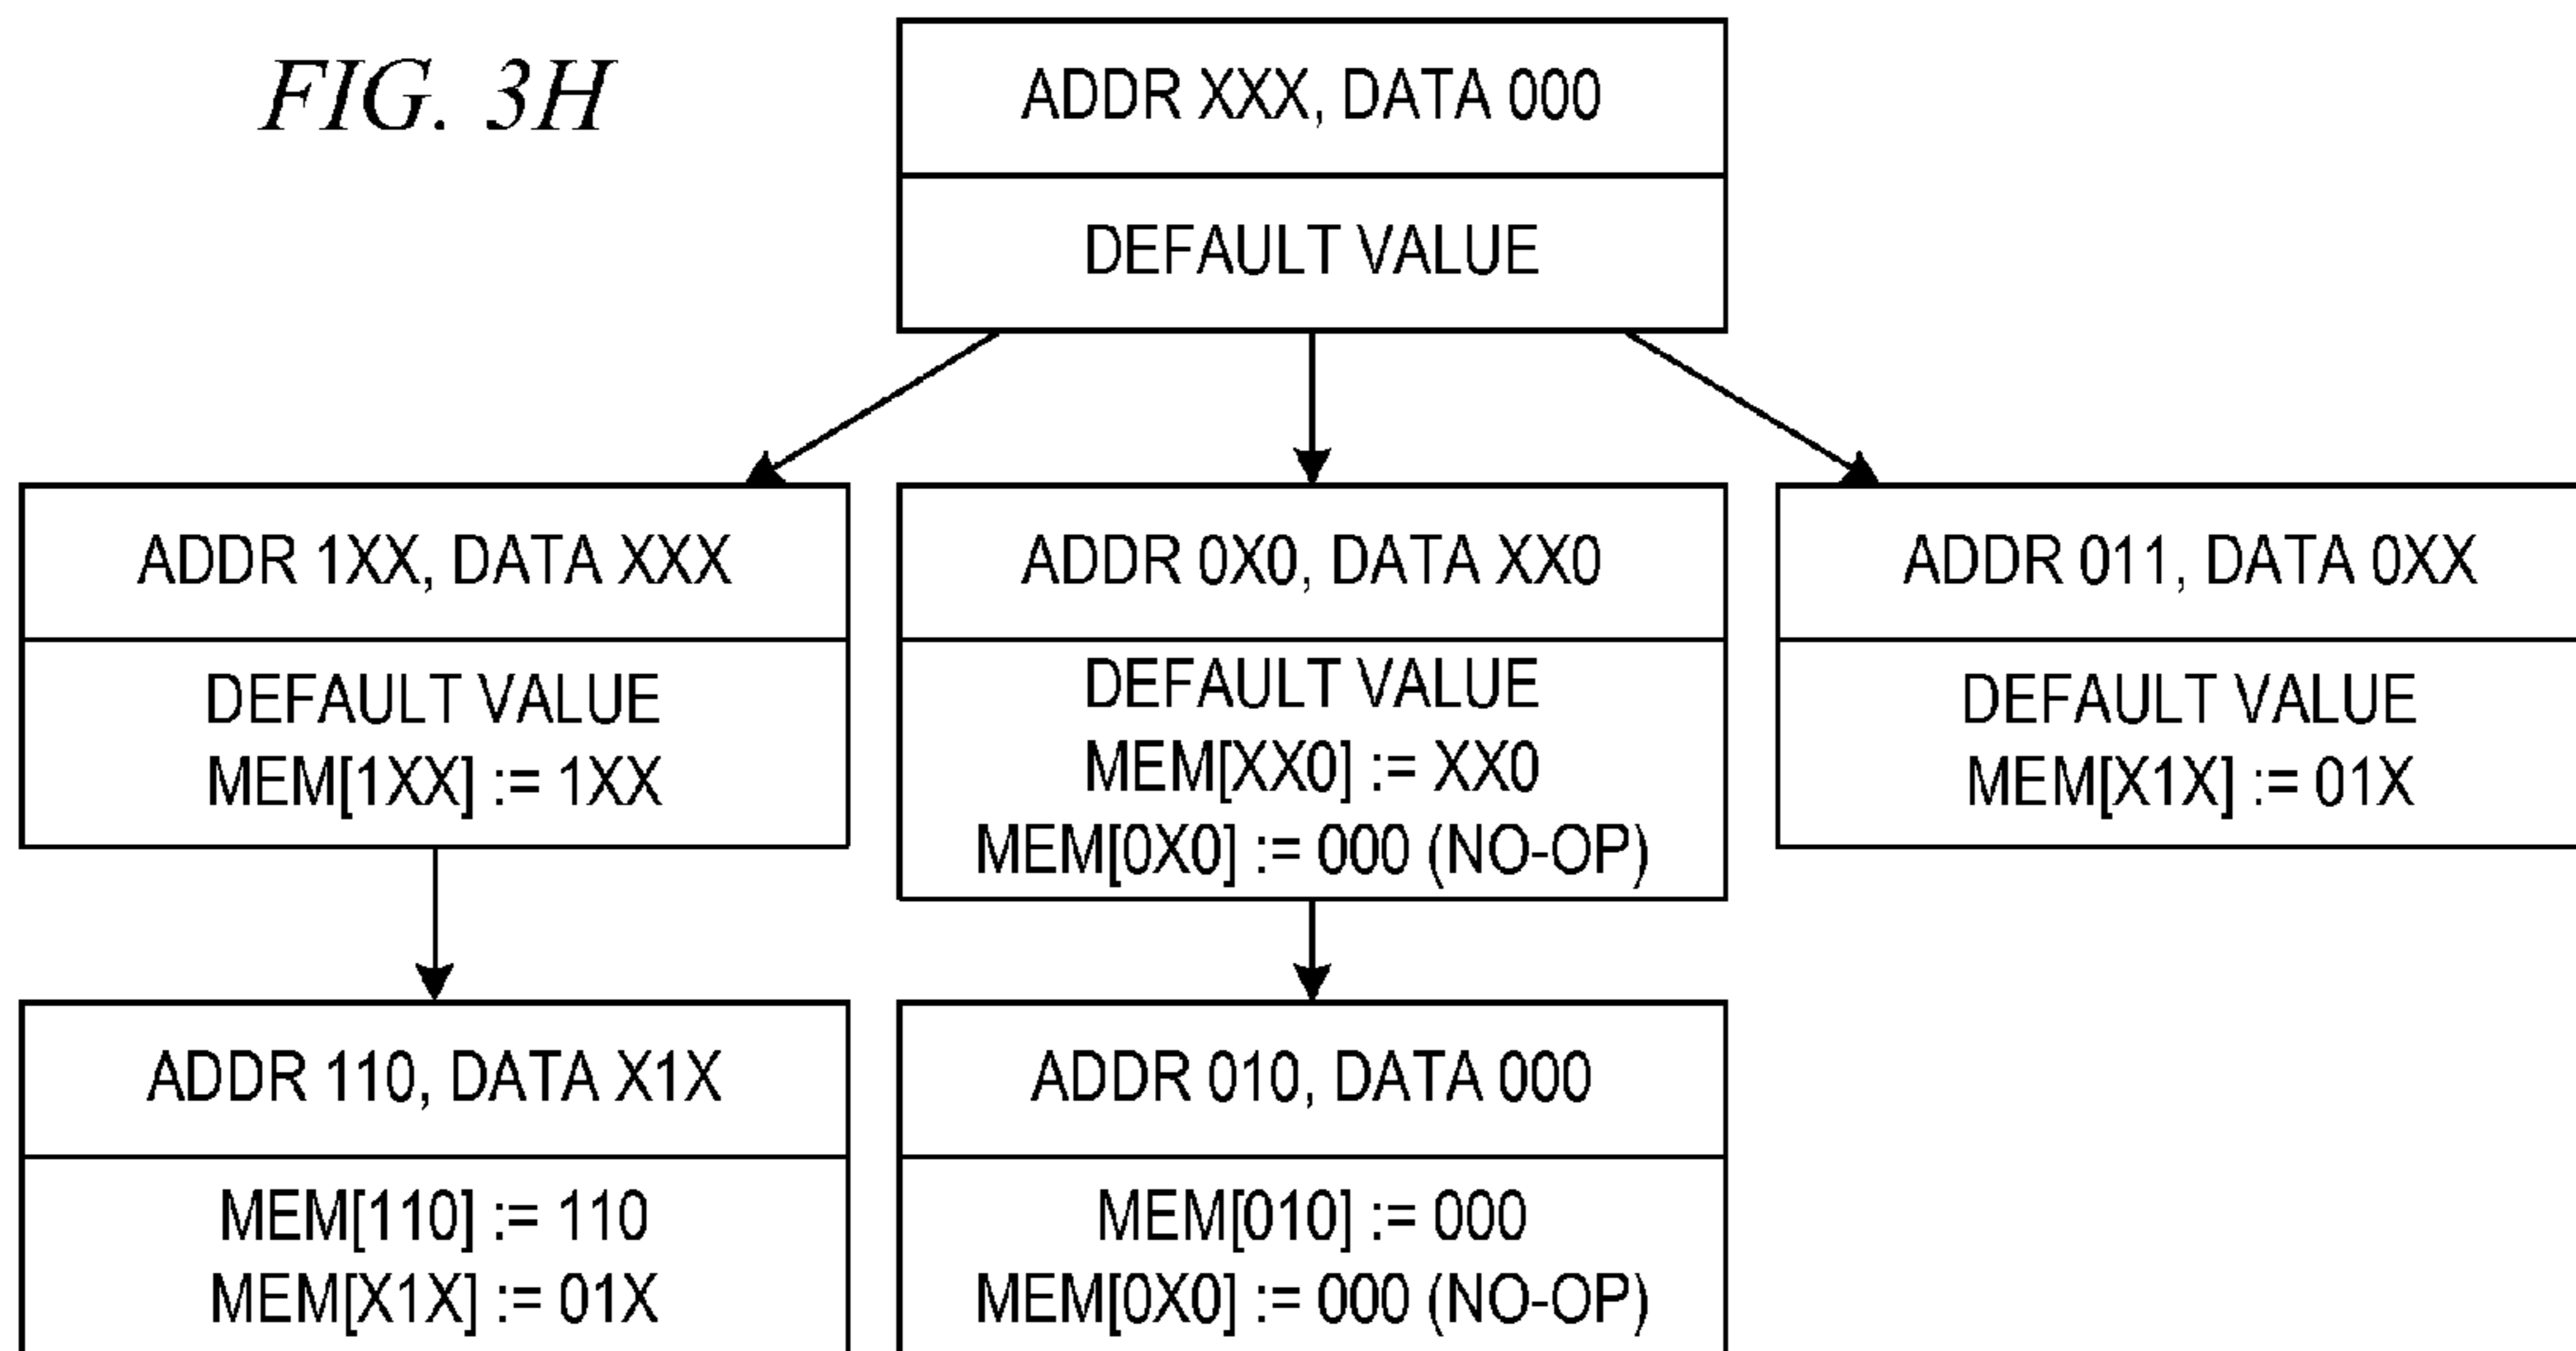 FIG. 3H
ADDR XXX, DATA 000
DEFAULT VALUE
ADDR 1XX, DATA XXX
DEFAULT VALUE
MEM[1XX] := 1XX
ADDR 0X0, DATA XX0
DEFAULT VALUE
MEM[XX0] := XX0
MEM[0X0] := 000 (NO-OP)
ADDR 011, DATA 0XX
DEFAULT VALUE
MEM[X1X] := 01X
ADDR 110, DATA X1X
MEM[110] := 110
MEM[X1X] := 01X
ADDR 010, DATA 000
MEM[010] := 000
MEM[0X0] := 000 (NO-OP)